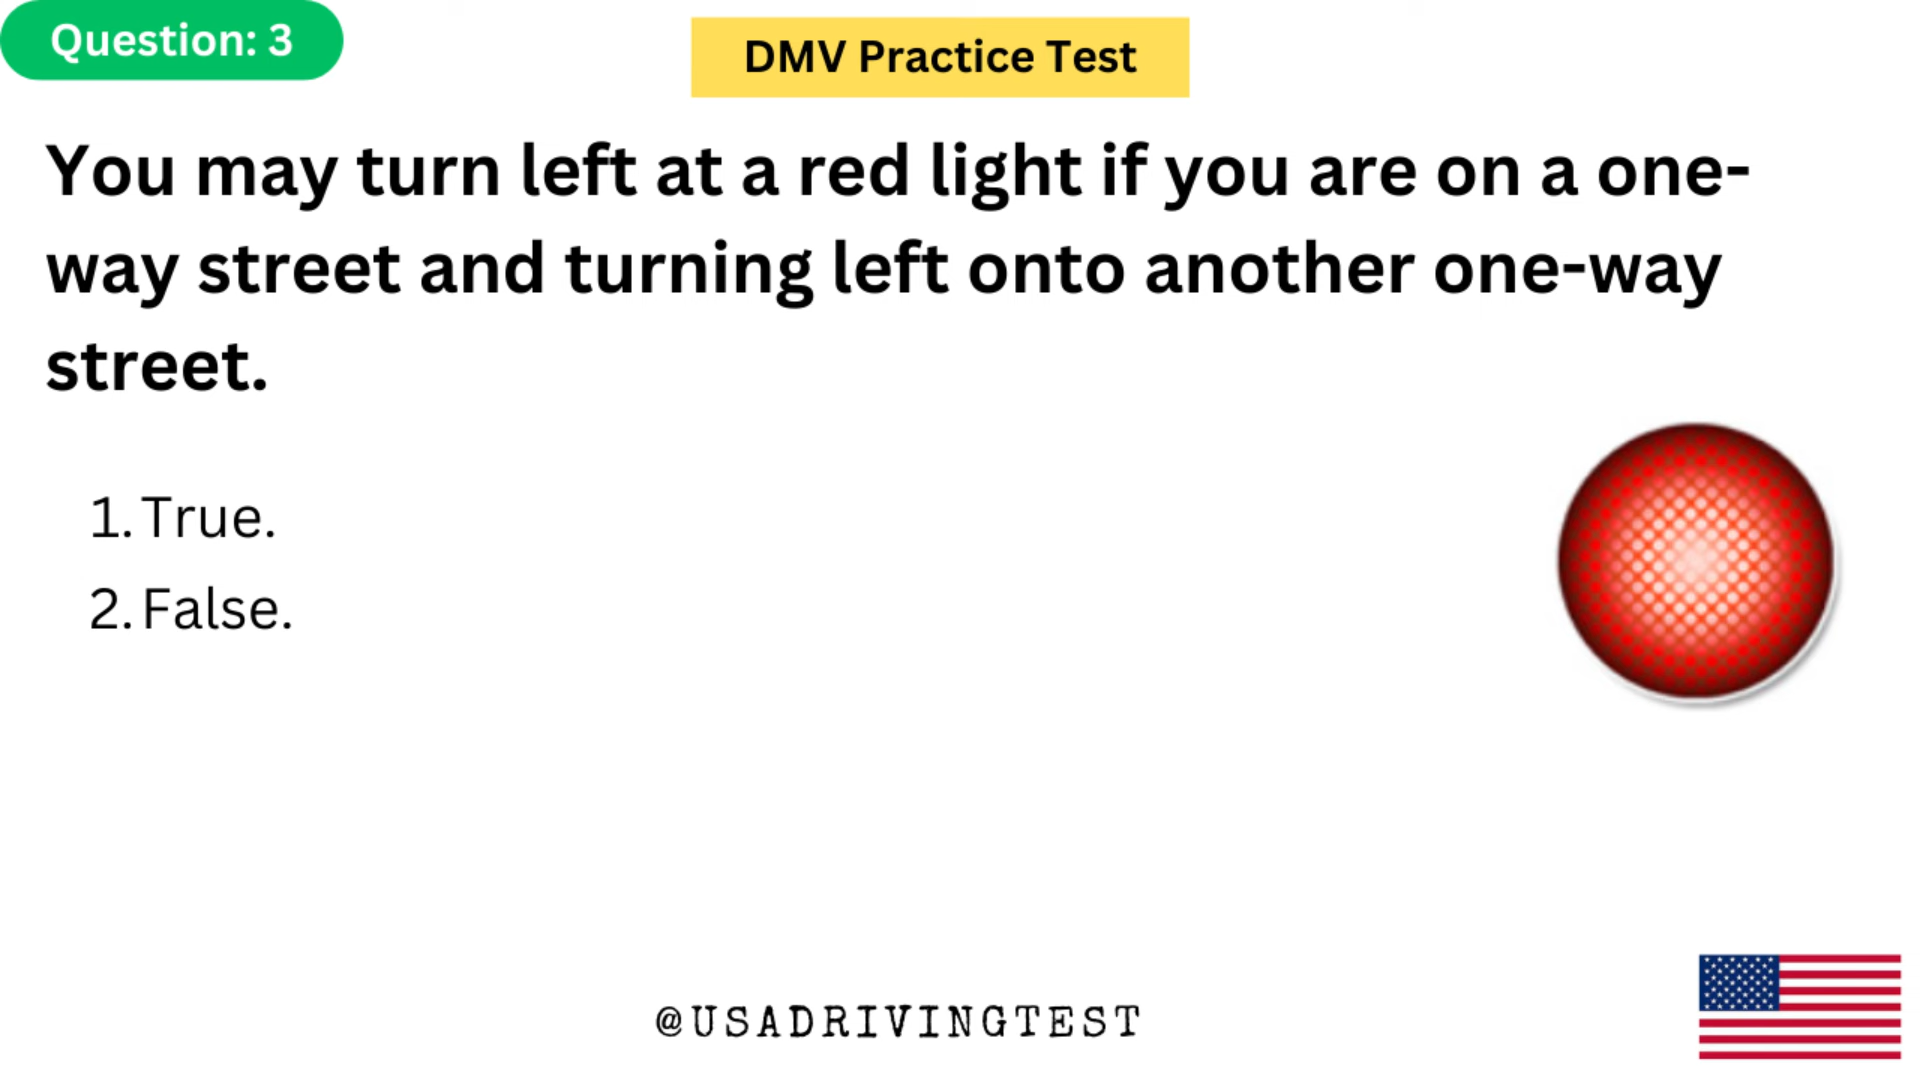 Question: 3
DMV Practice Test
You may turn left at a red light if you are on a one-
way street and turning left onto another one-way
street.
1. True.
2. False.
@USADRIVINGTEST